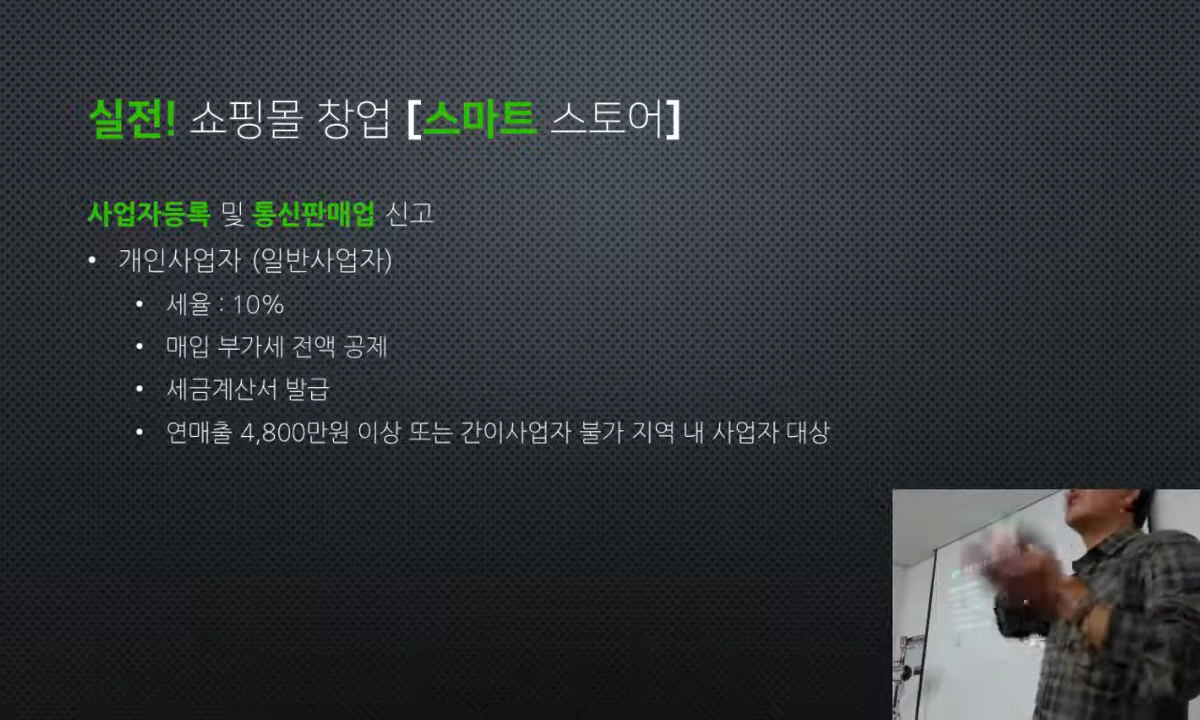 실전! 쇼핑몰 창업 [스마트 스토어]
사업자등록 및 통신판매업 신고
• 개인사업자 (일반사업자)
• 세율 : 10%
• 매입 부가세 전액 공제
• 세금계산서 발급
• 연매출 4,800만원 이상 또는 간이사업자 불가 지역 내 사업자 대상